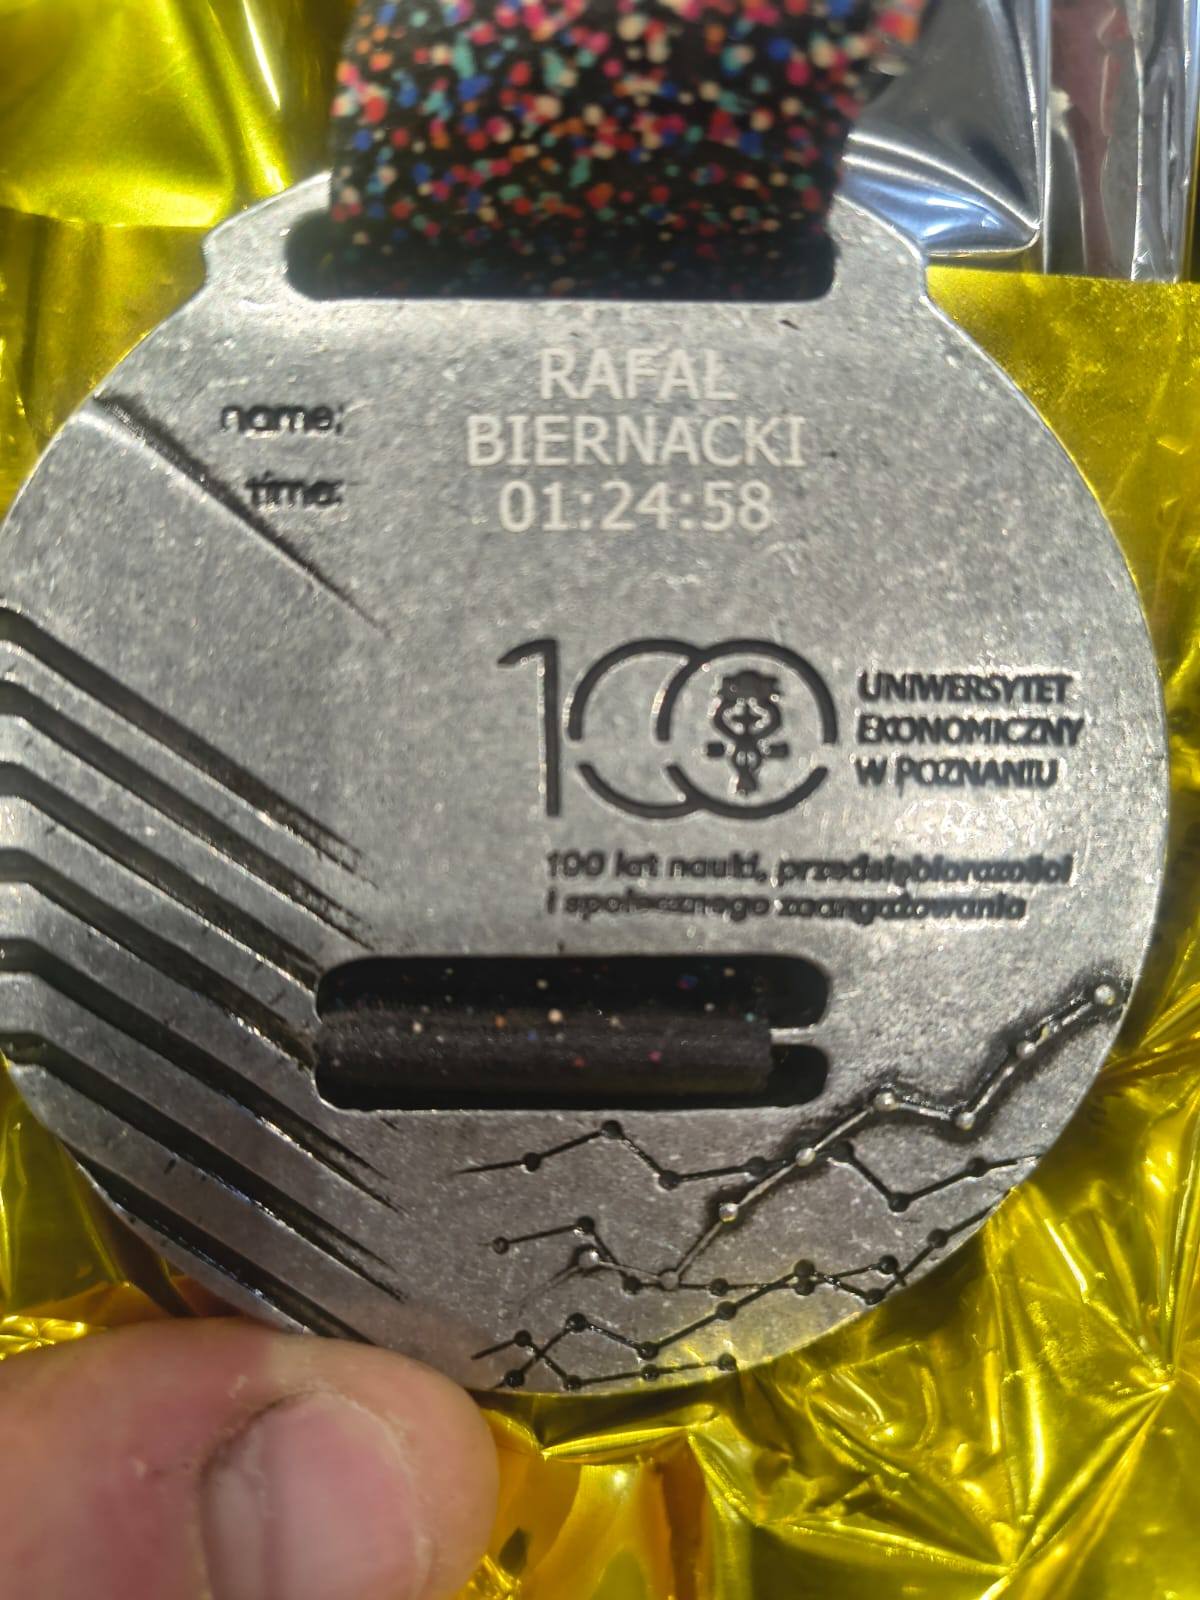 RAFAŁ
name: BIERNACKI
time: 01:24:58
100 UNIWERSYTET
EKONOMICZNY
W POZNANIU
100 lat nauki, przedsiębiorczości
i społecznego zaangażowania